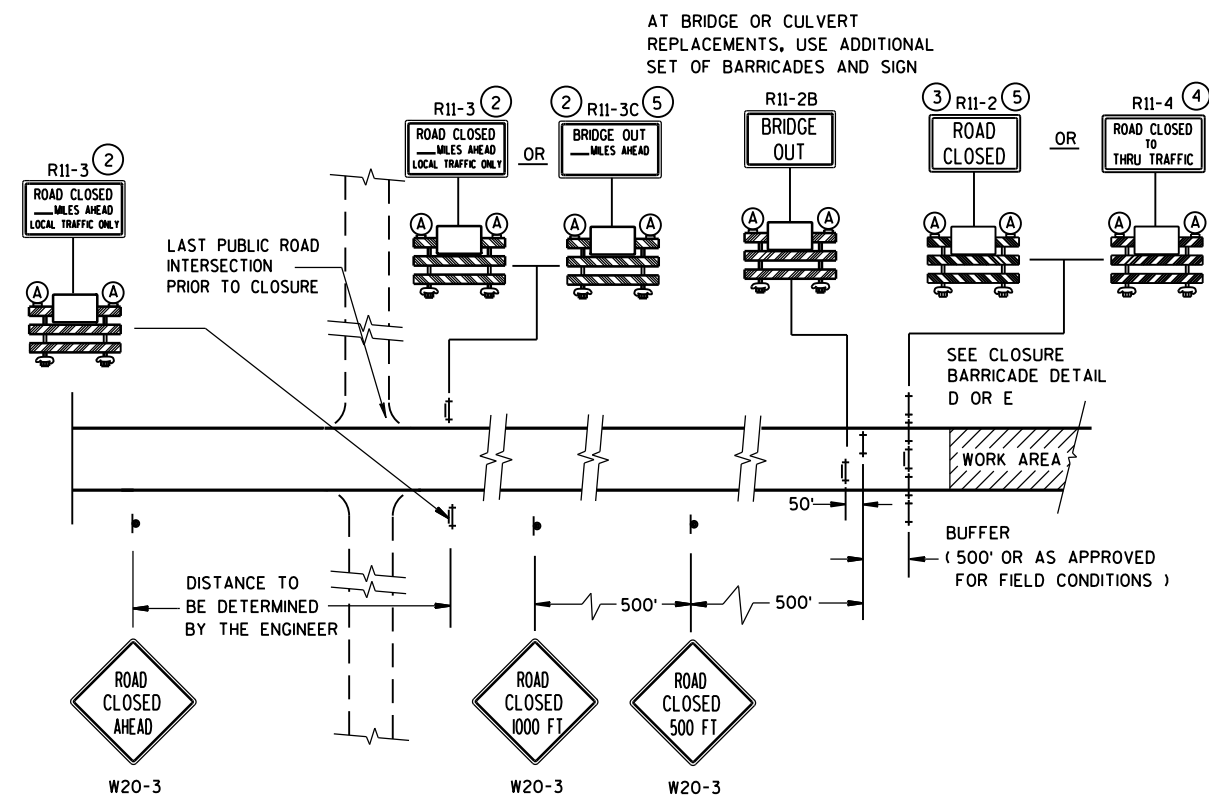 AT BRIDGE OR CULVERT
REPLACEMENTS, USE ADDITIONAL
SET OF BARRICADES AND SIGN
R11-3 2
ROAD CLOSED
___MILES AHEAD
LOCAL TRAFFIC ONLY
A A
R11-3 2
ROAD CLOSED
___MILES AHEAD
LOCAL TRAFFIC ONLY
A A
OR
2 R11-3C 5
BRIDGE OUT
___MILES AHEAD
A A
R11-2B
BRIDGE
OUT
A A
3 R11-2 5
ROAD
CLOSED
A A
OR
R11-4 4
ROAD CLOSED
TO
THRU TRAFFIC
A A
LAST PUBLIC ROAD
INTERSECTION
PRIOR TO CLOSURE
SEE CLOSURE
BARRICADE DETAIL
D OR E
WORK AREA
50'
BUFFER
( 500' OR AS APPROVED
FOR FIELD CONDITIONS )
DISTANCE TO
BE DETERMINED
BY THE ENGINEER
500'
500'
ROAD
CLOSED
AHEAD
W20-3
ROAD
CLOSED
1000 FT
W20-3
ROAD
CLOSED
500 FT
W20-3